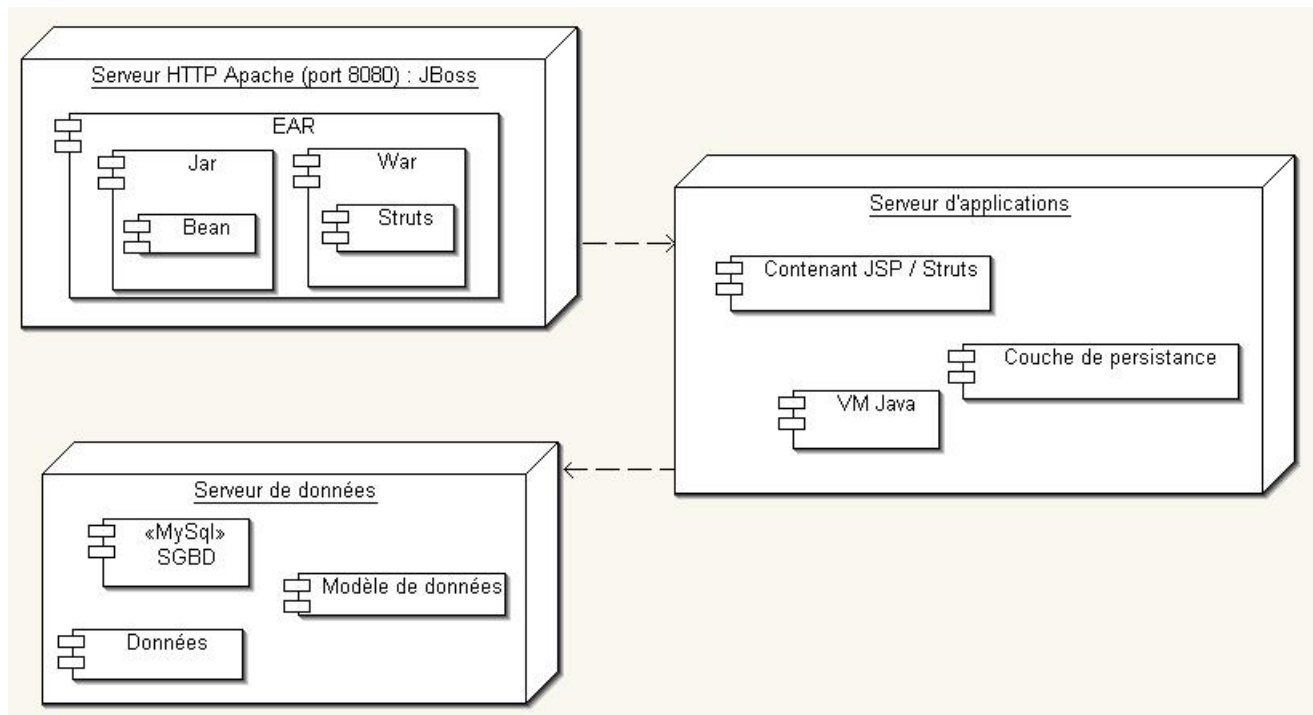 Serveur HTTP Apache (port 8080) : JBoss
EAR
Jar
War
Bean
Struts
Serveur d'applications
Contenant JSP / Struts
Couche de persistance
VM Java
Serveur de données
«MySql»
SGBD
Modèle de données
Données